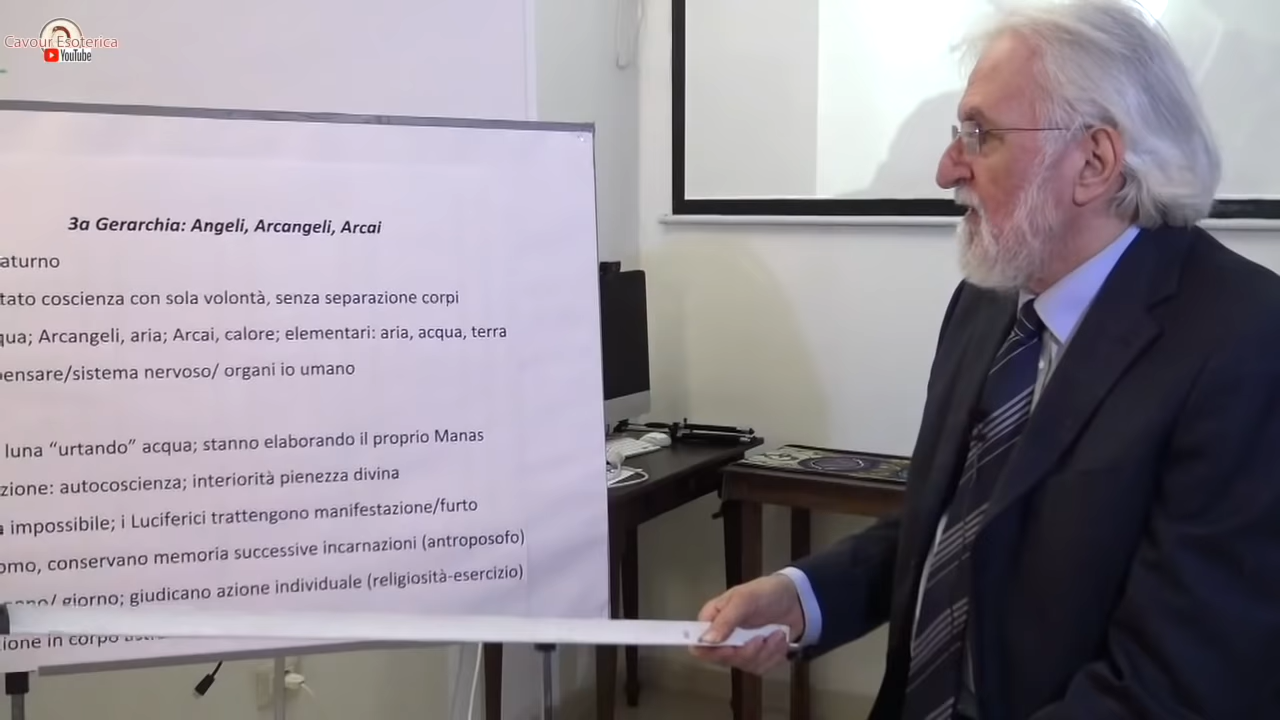 Cavour Esoterica
YouTube
3a Gerarchia: Angeli, Arcangeli, Arcai
aturno
tato coscienza con sola volontà, senza separazione corpi
qua; Arcangeli, aria; Arcai, calore; elementari: aria, acqua, terra
pensare/sistema nervoso/ organi io umano
luna “urtando” acqua; stanno elaborando il proprio Manas
zione: autocoscienza; interiorità pienezza divina
a impossibile; i Luciferici trattengono manifestazione/furto
omo, conservano memoria successive incarnazioni (antroposofo)
giorno; giudicano azione individuale (religiosità-esercizio)
ione in corpo